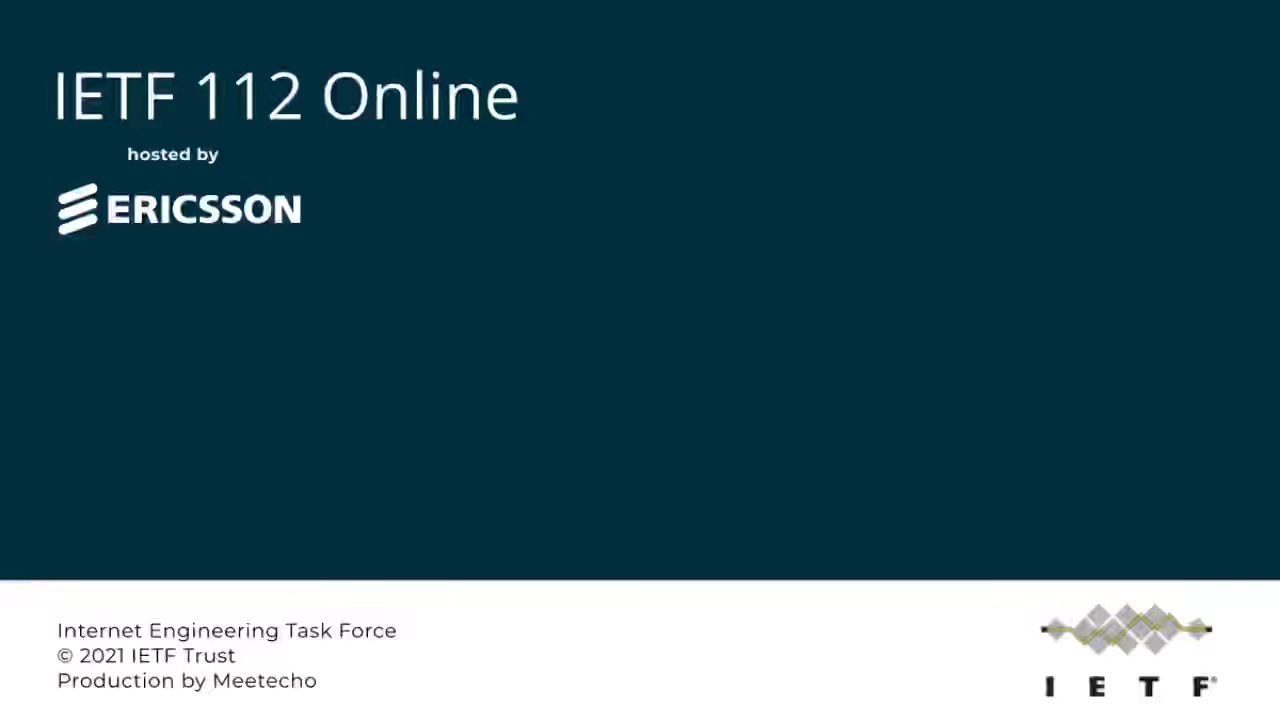 IETF 112 Online
hosted by
ERICSSON
Internet Engineering Task Force
© 2021 IETF Trust
Production by Meetecho
I E T F®